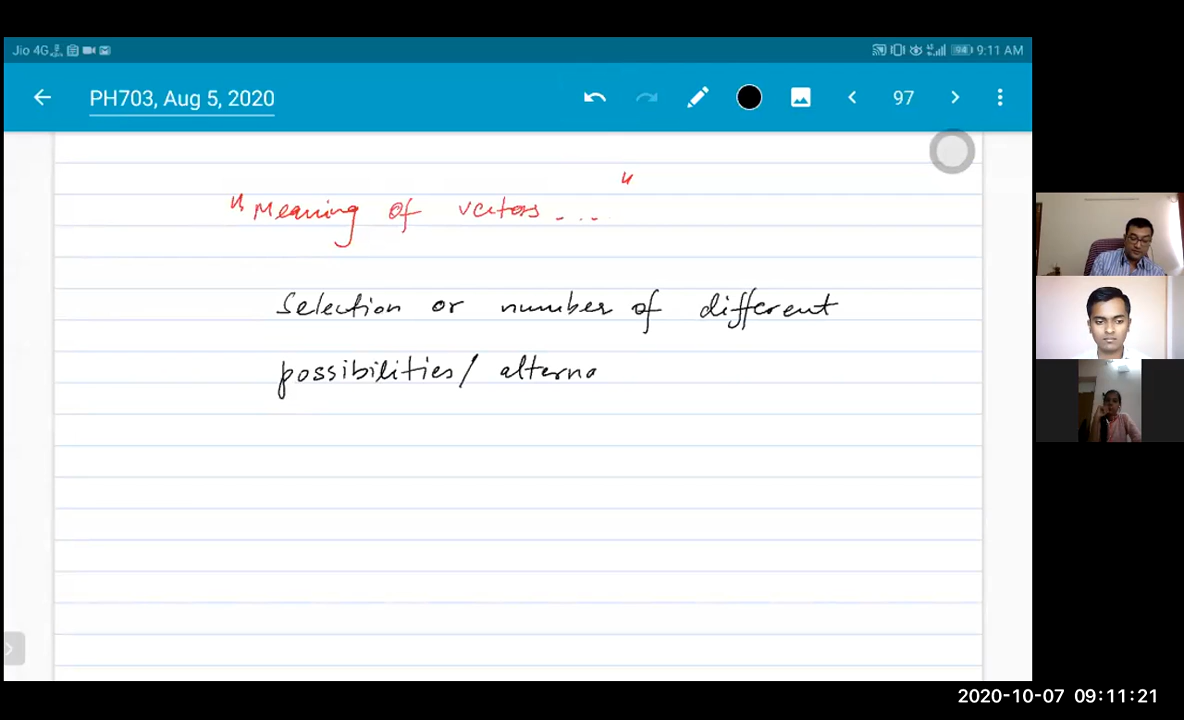 Jio 4G 94 9:11 AM
PH703, Aug 5, 2020 97
"Meaning of vectors ... "
Selection or number of different
possibilities/ alterna
2020-10-07 09:11:21